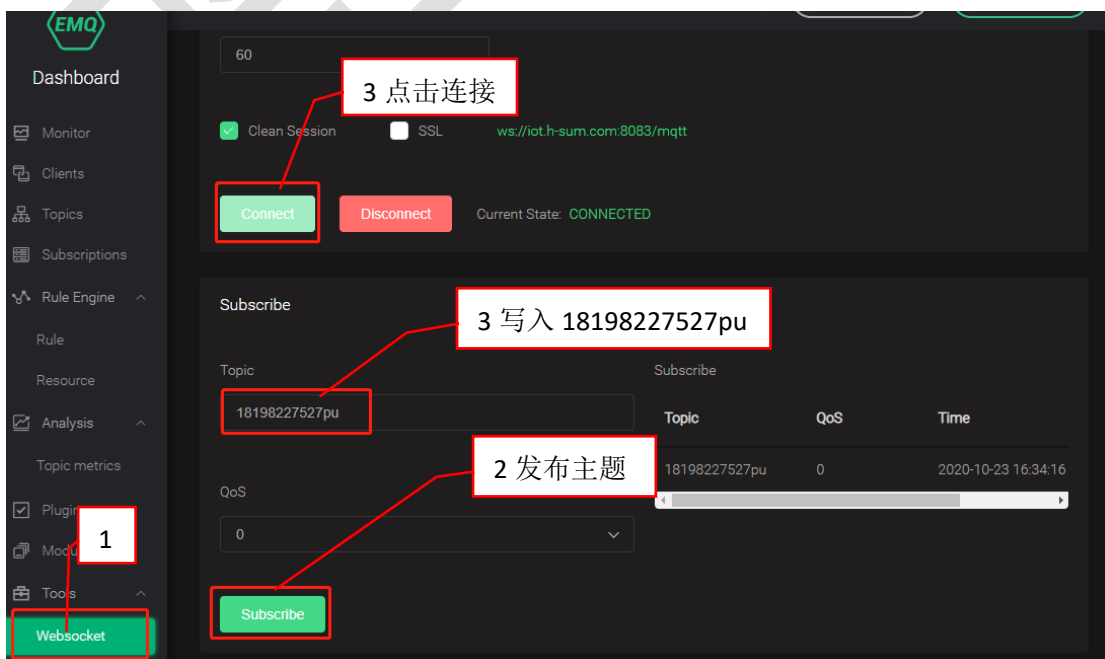 EMQ
Dashboard
Monitor
Clients
Topics
Subscriptions
Rule Engine
Rule
Resource
Analysis
Topic metrics
1
Tools
Websocket
60
3 点击连接
Clean Session
SSL
ws://iot.h-sum.com:8083/mqtt
Connect
Disconnect
Current State: CONNECTED
Subscribe
3 写入 18198227527pu
Topic
18198227527pu
2 发布主题
QoS
0
Subscribe
Subscribe
Topic QoS Time
18198227527pu 0 2020-10-23 16:34:16